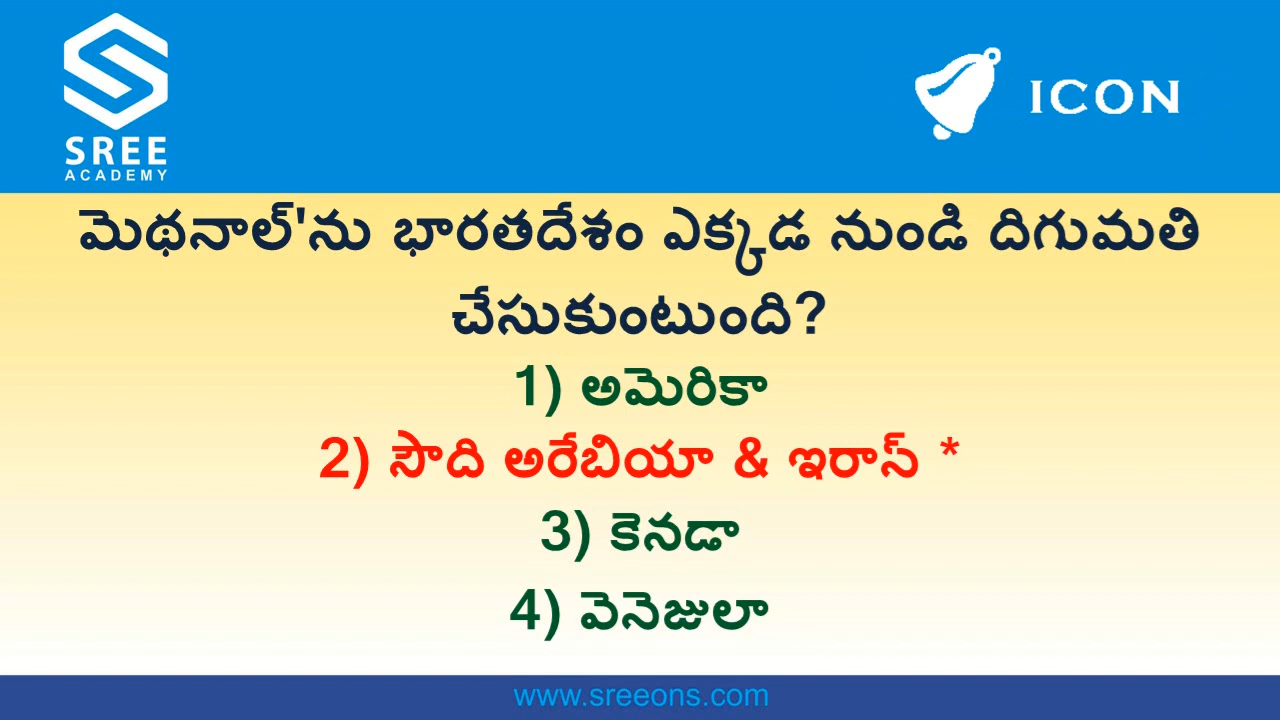 SREE
ACADEMY
ICON
మెథనాల్'ను భారతదేశం ఎక్కడ నుండి దిగుమతి
చేసుకుంటుంది?
1) అమెరికా
2) సౌది అరేబియా & ఇరాన్ *
3) కెనడా
4) వెనెజులా
www.sreeons.com